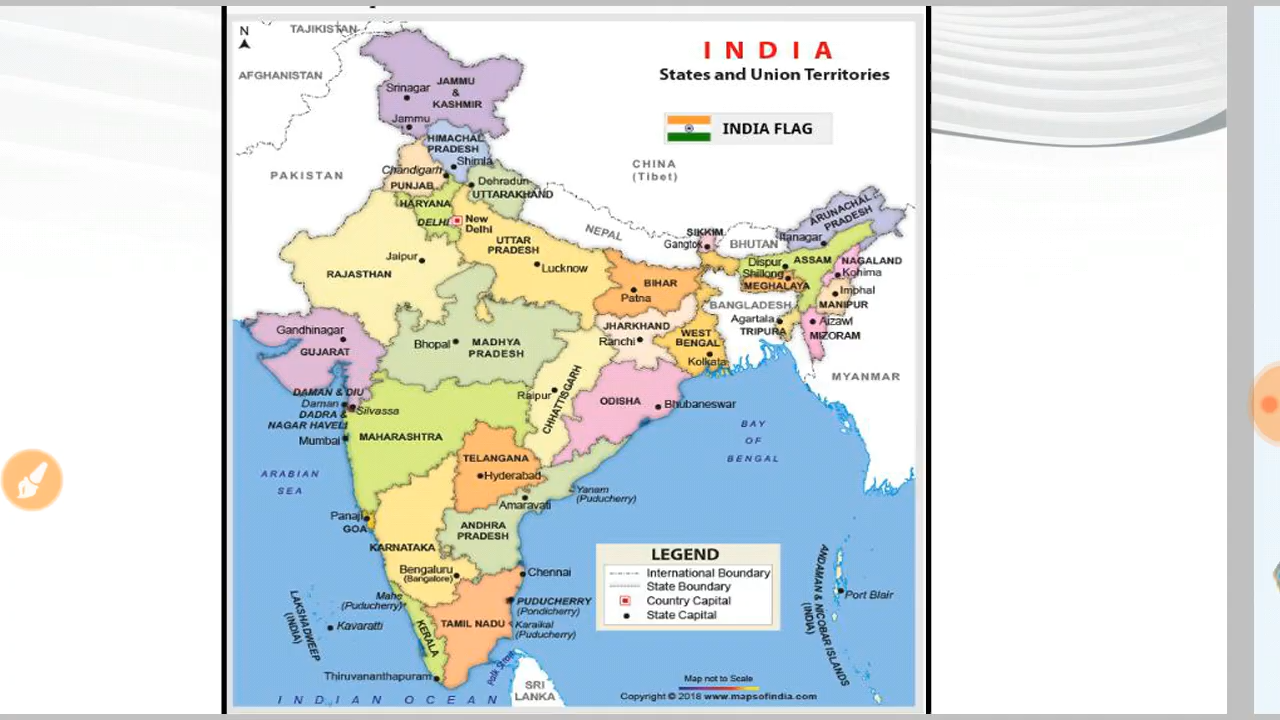 TAJIKISTAN
N
INDIA
States and Union Territories
AFGHANISTAN
JAMMU
&
KASHMIR
Srinagar
Jammu
INDIA FLAG
HIMACHAL
PRADESH
Shimla
CHINA
(Tibet)
PAKISTAN
Chandigarh
PUNJAB
Dehradun
UTTARAKHAND
HARYANA
DELHI
New
Delhi
ARUNACHAL
PRADESH
NEPAL
SIKKIM
Gangtok
BHUTAN
Itanagar
UTTAR
PRADESH
Jaipur
Lucknow
RAJASTHAN
Dispur
ASSAM
NAGALAND
Shillong
Kohima
MEGHALAYA
BIHAR
Patna
Imphal
MANIPUR
BANGLADESH
Agartala
TRIPURA
Aizawl
MIZORAM
Gandhinagar
GUJARAT
Bhopal
MADHYA
PRADESH
JHARKHAND
Ranchi
WEST
BENGAL
Kolkata
MYANMAR
DAMAN & DIU
Daman
DADRA &
NAGAR HAVELI
Silvassa
Raipur
CHHATTISGARH
ODISHA
Bhubaneswar
Mumbai
MAHARASHTRA
BAY
OF
BENGAL
ARABIAN
SEA
TELANGANA
Hyderabad
Yanam
(Puducherry)
Amaravati
Panaji
GOA
ANDHRA
PRADESH
KARNATAKA
Bengaluru
(Bangalore)
Chennai
LEGEND
International Boundary
State Boundary
Country Capital
State Capital
Mahe
(Puducherry)
PUDUCHERRY
(Pondicherry)
Karaikal
(Puducherry)
TAMIL NADU
KERALA
LAKSHADWEEP
(INDIA)
Kavaratti
ANDAMAN & NICOBAR ISLANDS
(INDIA)
Port Blair
Thiruvananthapuram
Palk Strait
SRI
LANKA
INDIAN OCEAN
Map not to Scale
Copyright © 2018 www.mapsofindia.com